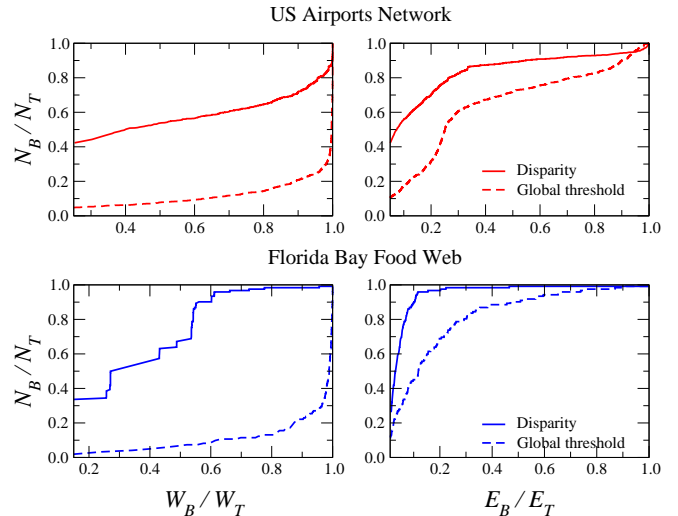 US Airports Network
1.0
0.8
0.6
0.4
0.2
0.0
N_B / N_T
0.4 0.6 0.8 1.0
1.0
0.8
0.6
0.4
0.2
0.0
0.2 0.4 0.6 0.8 1.0
Disparity
Global threshold
Florida Bay Food Web
1.0
0.8
0.6
0.4
0.2
0.0
N_B / N_T
0.2 0.4 0.6 0.8 1.0
W_B / W_T
1.0
0.8
0.6
0.4
0.2
0.0
0.2 0.4 0.6 0.8 1.0
Disparity
Global threshold
E_B / E_T